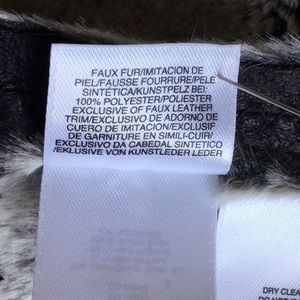 FAUX FUR/IMITACION DE
PIEL/FAUSSE FOURRURE/PELE
SINTÉTICA/KUNSTPELZ BEI:
100% POLYESTER/POLIESTER
EXCLUSIVE OF FAUX LEATHER
TRIM/EXCLUSIVO DE ADORNO DE
CUERO DE IMITACION/EXCLUSIF
DE GARNITURE EN SIMILI-CUIR/
EXCLUSIVO DA CABEDAL SINTETICO
/EKLUSIVE VON KUNSTLEDER LEDER
DRY CLEA